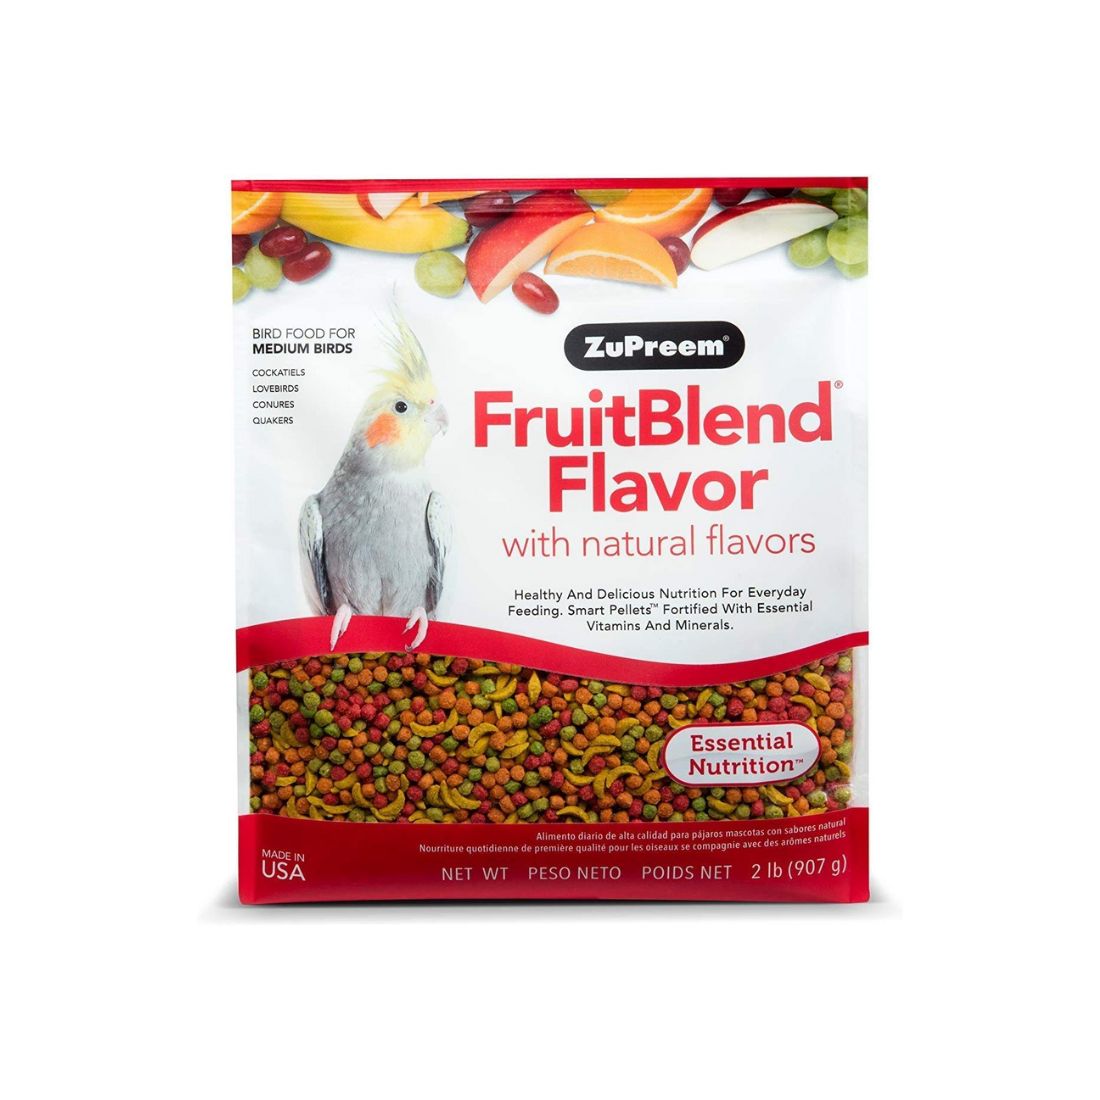 BIRD FOOD FOR
MEDIUM BIRDS
COCKATIELS
LOVEBIRDS
CONURES
QUAKERS
ZuPreem®
FruitBlend®
Flavor
with natural flavors
Healthy And Delicious Nutrition For Everyday
Feeding. Smart Pellets™ Fortified With Essential
Vitamins And Minerals.
Essential
Nutrition™
Alimento diario de alta calidad para pájaros mascotas con sabores natural
Nourriture quotidienne de première qualité pour les oiseaux se compagnie avec des arômes naturels
MADE IN
USA
NET WT PESO NETO POIDS NET 2 lb (907 g)